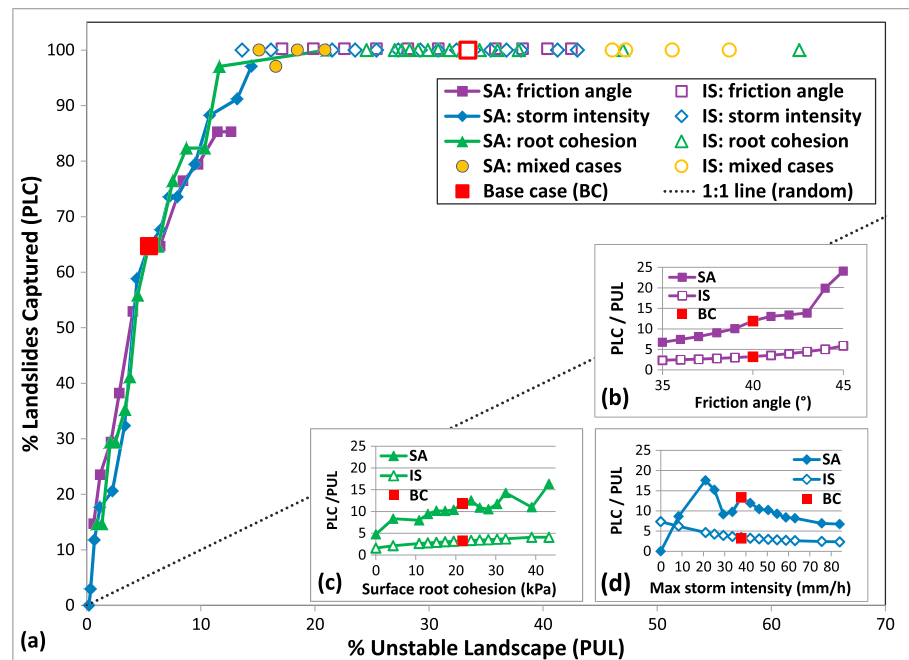 % Landslides Captured (PLC)
100
90
80
70
60
50
40
30
20
10
0
SA: friction angle
IS: friction angle
SA: storm intensity
IS: storm intensity
SA: root cohesion
IS: root cohesion
SA: mixed cases
IS: mixed cases
Base case (BC)
1:1 line (random)
PLC / PUL
25
20
15
10
5
0
SA
IS
BC
35 40 45
(b)
Friction angle (°)
PLC /PUL
25
20
15
10
5
0
SA
IS
BC
0 10 20 30 40
(c)
Surface root cohesion (kPa)
PLC / PUL
25
20
15
10
5
0
SA
IS
BC
0 10 20 30 40 50 60 70 80
(d)
Max storm intensity (mm/h)
0 10 20 30 40 50 60 70
(a)
% Unstable Landscape (PUL)